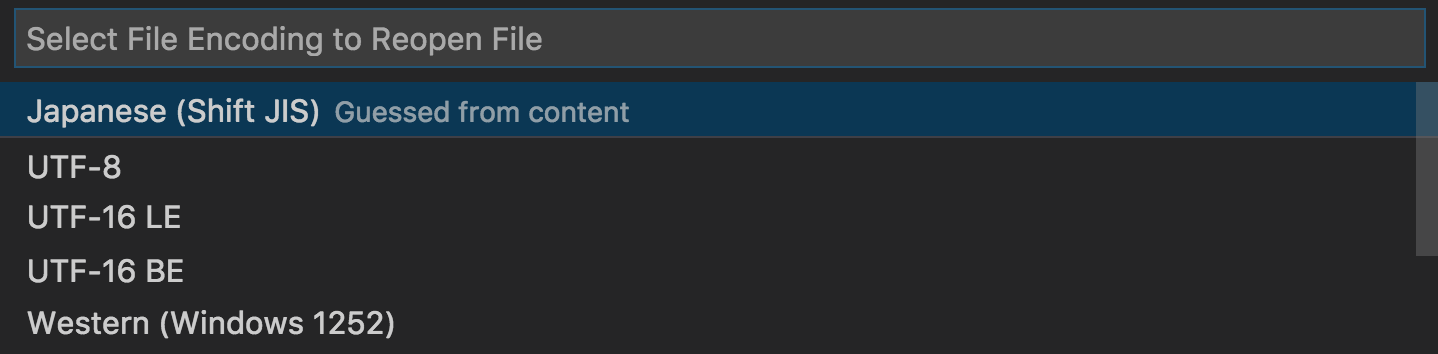 Select File Encoding to Reopen File
Japanese (Shift JIS) Guessed from content
UTF-8
UTF-16 LE
UTF-16 BE
Western (Windows 1252)